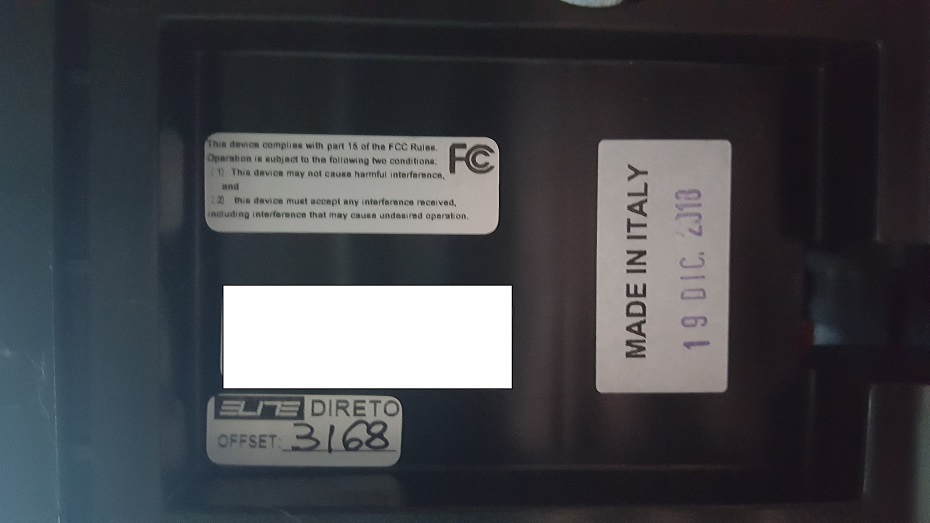 This device complies with part 15 of the FCC Rules.
Operation is subject to the following two conditions:
(1) This device may not cause harmful interference,
and
(2) this device must accept any interference received,
including interference that may cause undesired operation.
FC
ELITE DIRETO
OFFSET: 3168
MADE IN ITALY
19 DIC. 2018